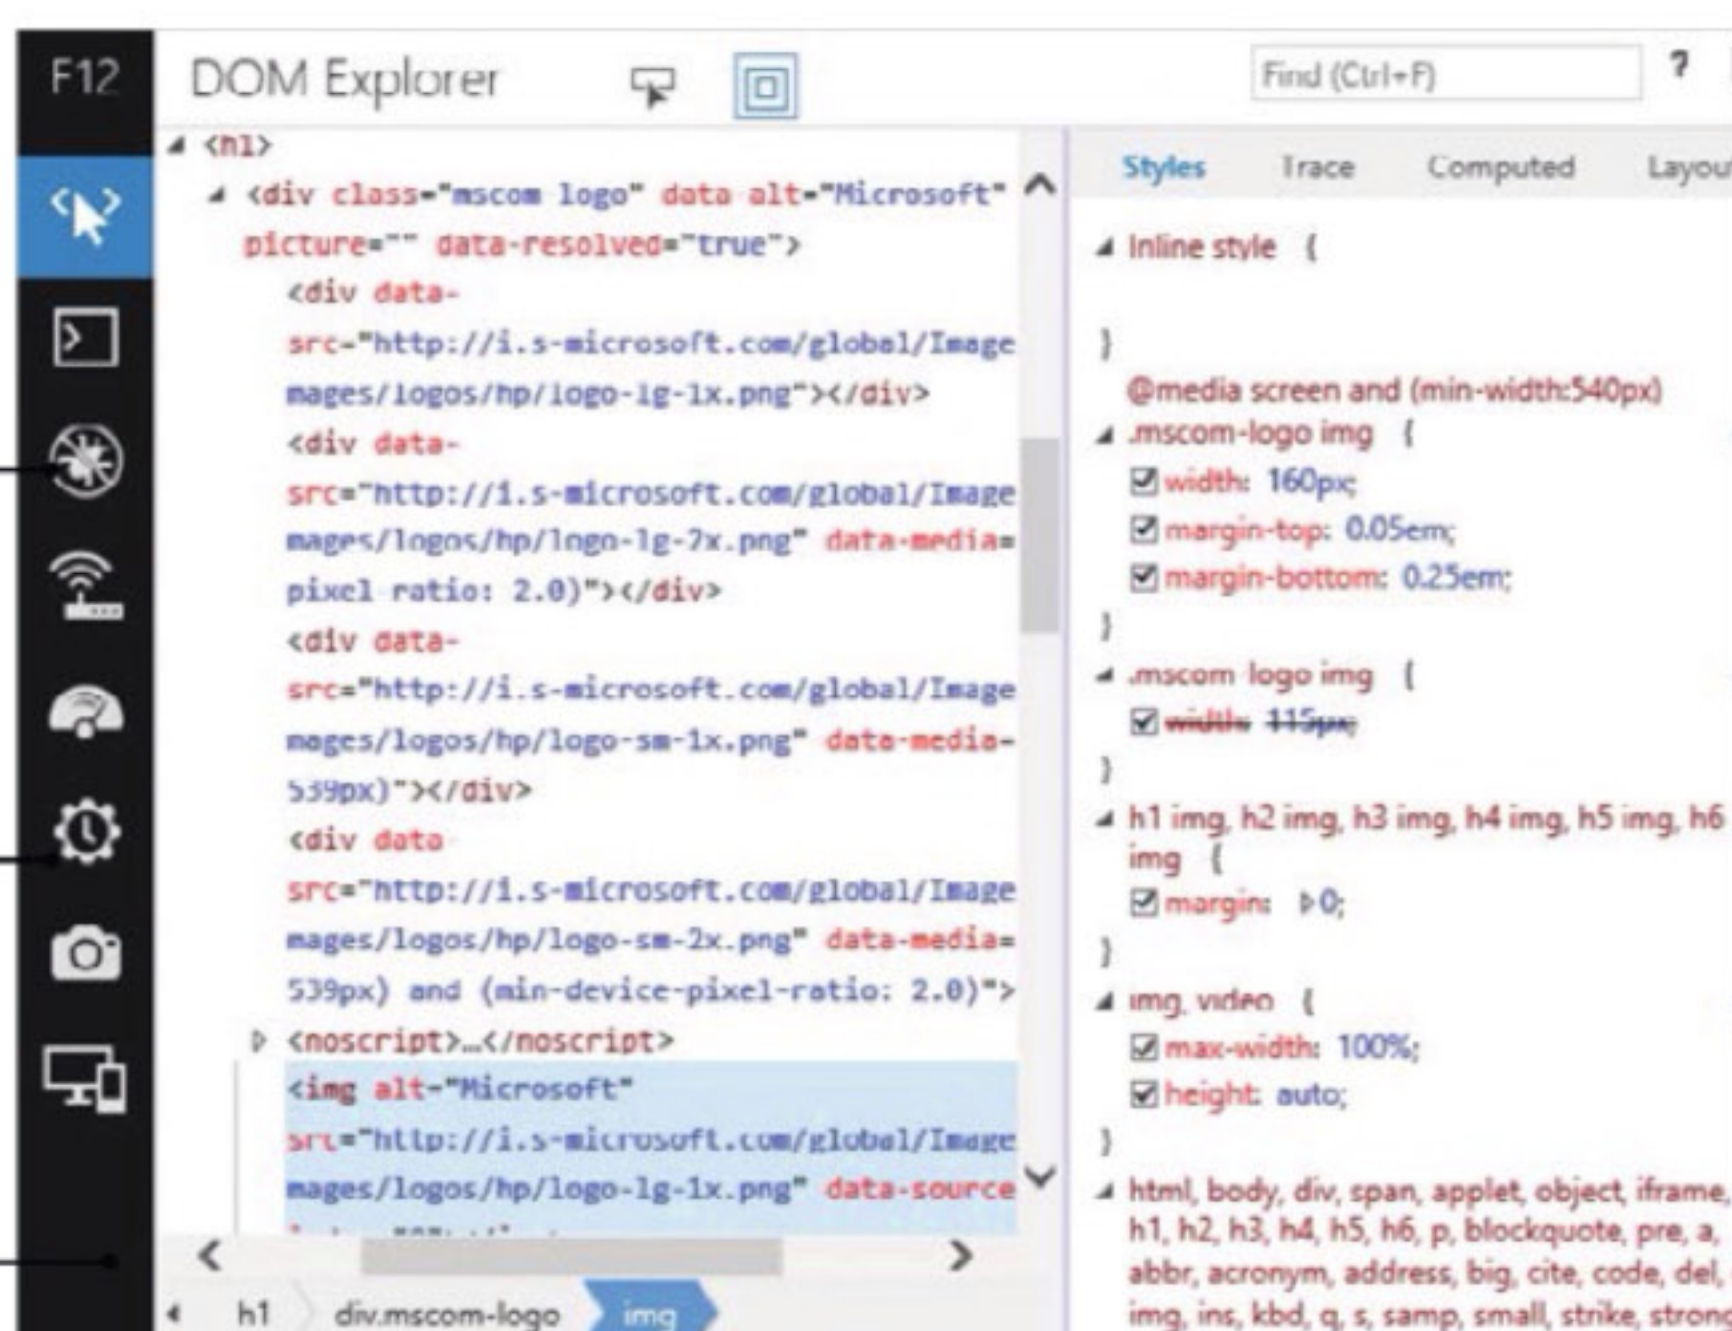 F12
DOM Explorer
Find (Ctrl+F)
?
<h1>
<div class="mscom logo" data alt="Microsoft"
picture="" data-resolved="true">
<div data-
src="http://i.s-microsoft.com/global/Image
mages/logos/hp/logo-lg-1x.png"></div>
<div data-
src="http://i.s-microsoft.com/global/Image
mages/logos/hp/logo-lg-2x.png" data-media=
pixel ratio: 2.0)"></div>
<div data-
src="http://i.s-microsoft.com/global/Image
mages/logos/hp/logo-sm-1x.png" data-media=
539px)"></div>
<div data
src="http://i.s-microsoft.com/global/Image
mages/logos/hp/logo-sm-2x.png" data-media=
539px) and (min-device-pixel-ratio: 2.0)">
<noscript>…</noscript>
<img alt="Microsoft"
src="http://i.s-microsoft.com/global/Image
mages/logos/hp/logo-lg-1x.png" data-source
h1 div.mscom-logo img
Styles Trace Computed Layou
Inline style {
}
@media screen and (min-width:540px)
.mscom-logo img {
width: 160px;
margin-top: 0.05em;
margin-bottom: 0.25em;
}
.mscom logo img {
width: 115px;
}
h1 img, h2 img, h3 img, h4 img, h5 img, h6
img {
margin: 0;
}
img, video {
max-width: 100%;
height: auto;
}
html, body, div, span, applet, object, iframe,
h1, h2, h3, h4, h5, h6, p, blockquote, pre, a,
abbr, acronym, address, big, cite, code, del,
img, ins, kbd, q, s, samp, small, strike, strong